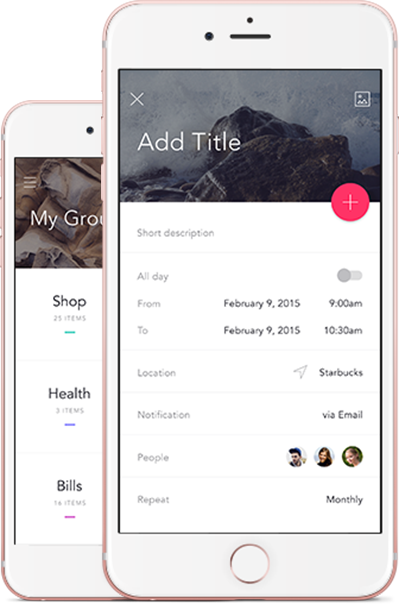 Add Title
Short description
All day
From February 9, 2015 9:00am
To February 9, 2015 10:30am
Location Starbucks
Notification via Email
People
Repeat Monthly
My Grou
Shop
25 ITEMS
Health
3 ITEMS
Bills
16 ITEMS